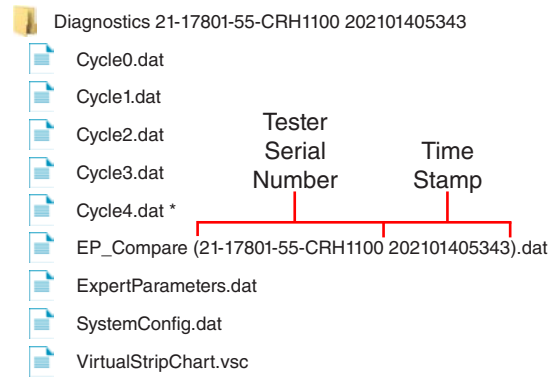 Diagnostics 21-17801-55-CRH1100 202101405343
Cycle0.dat
Cycle1.dat
Cycle2.dat
Cycle3.dat
Cycle4.dat *
Tester
Serial
Number
Time
Stamp
EP_Compare (21-17801-55-CRH1100 202101405343).dat
ExpertParameters.dat
SystemConfig.dat
VirtualStripChart.vsc